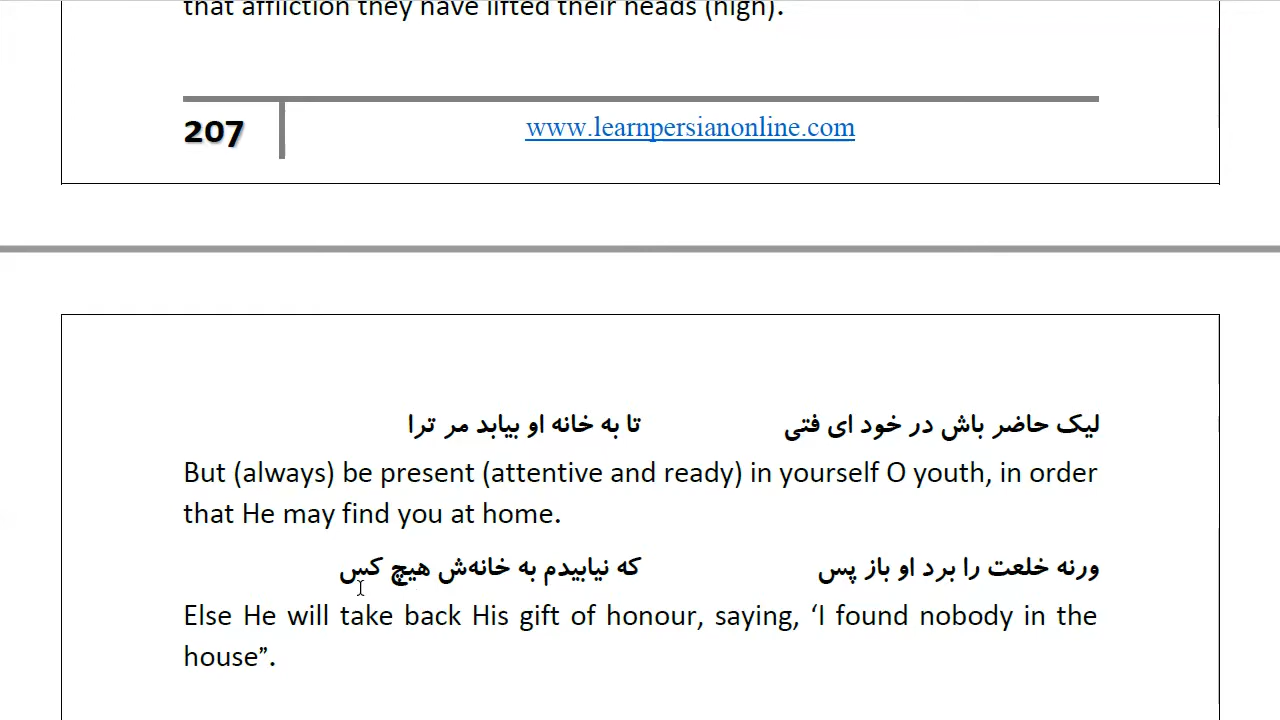 that affliction they have lifted their heads (high).
207
www.learnpersianonline.com
لیک حاضر باش در خود ای فتی تا به خانه او بیابد مر ترا
But (always) be present (attentive and ready) in yourself O youth, in order
that He may find you at home.
ورنه خلعت را برد او باز پس که نیابیدم به خانه‌ش هیچ کس
Else He will take back His gift of honour, saying, ‘I found nobody in the
house”.